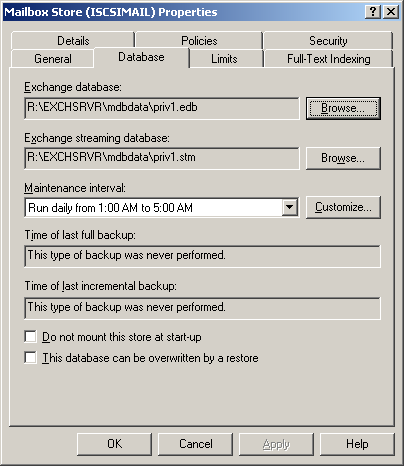 Mailbox Store (ISCSIMAIL) Properties
Details Policies Security
General Database Limits Full-Text Indexing
Exchange database:
R:\EXCHSRVR\mdbdata\priv1.edb Browse...
Exchange streaming database:
R:\EXCHSRVR\mdbdata\priv1.stm Browse...
Maintenance interval:
Run daily from 1:00 AM to 5:00 AM Customize...
Time of last full backup:
This type of backup was never performed.
Time of last incremental backup:
This type of backup was never performed.
Do not mount this store at start-up
This database can be overwritten by a restore
OK Cancel Apply Help